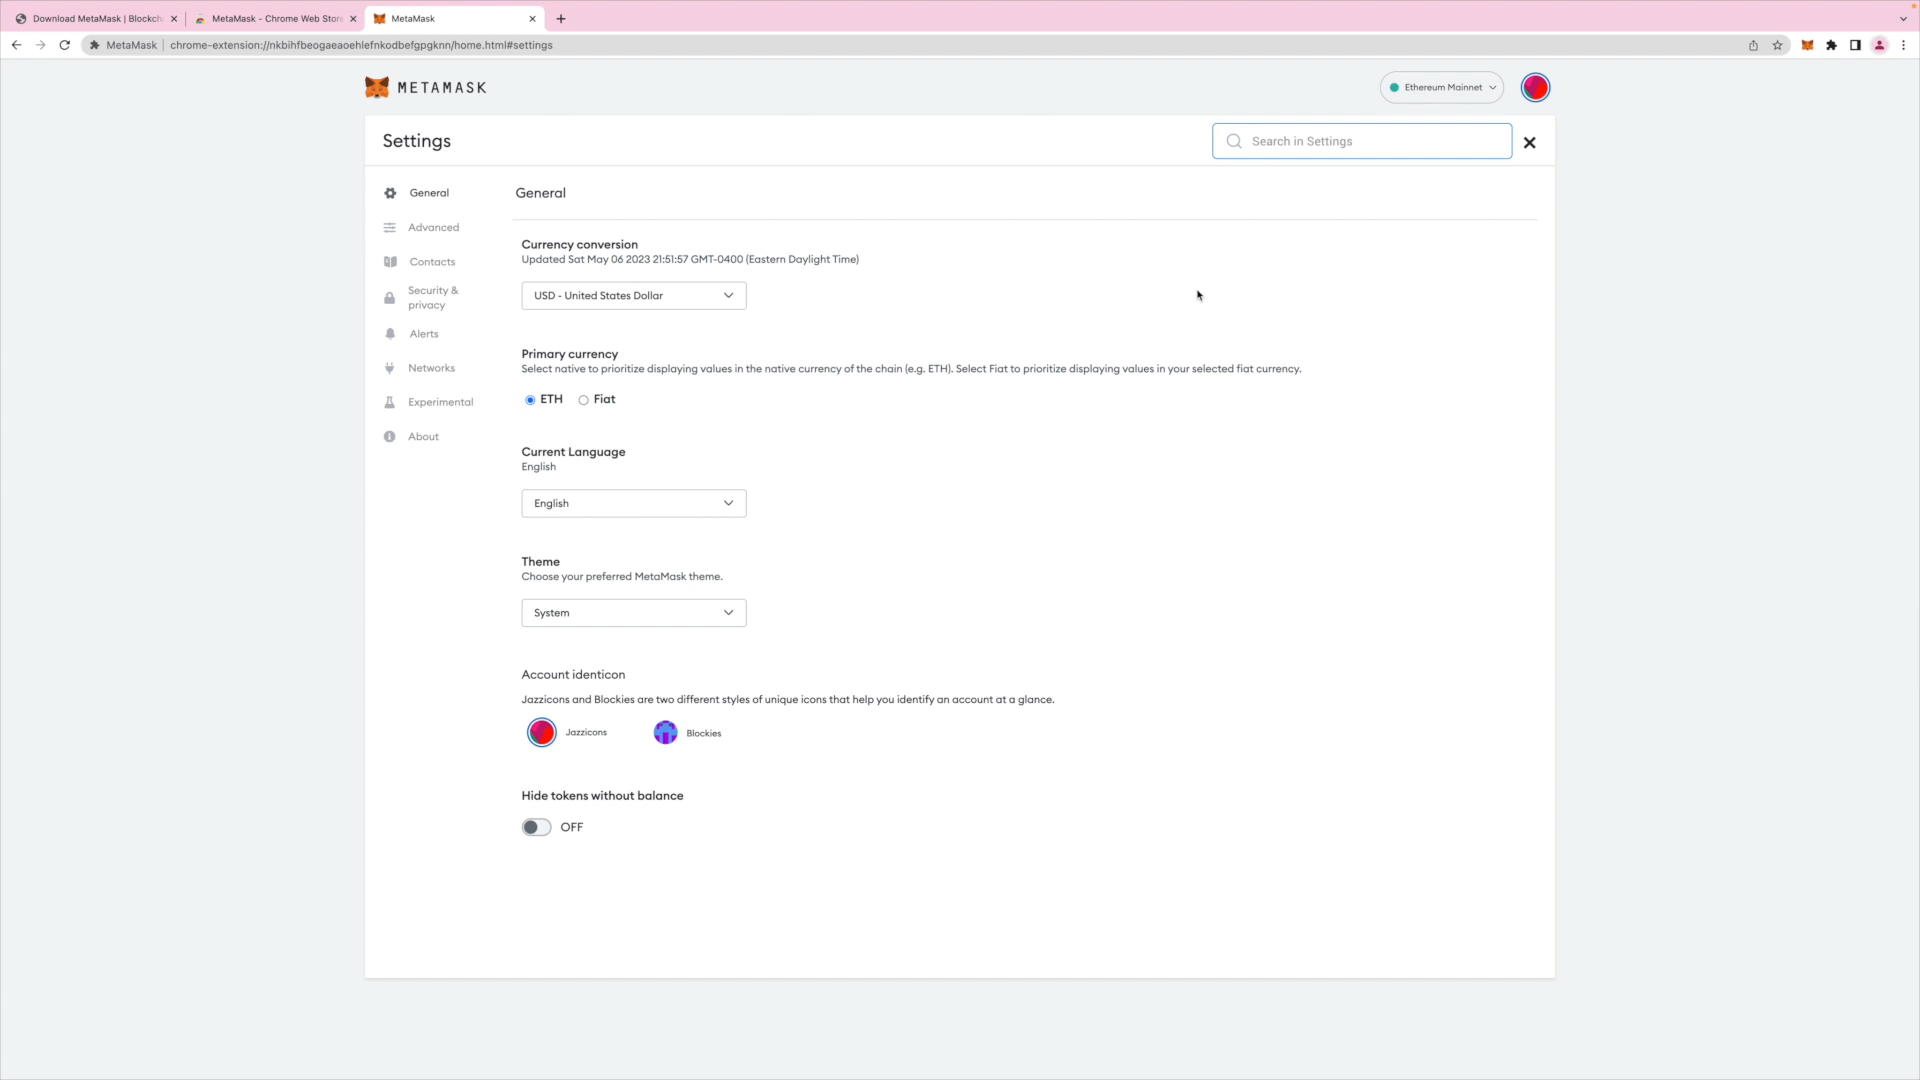 Download MetaMask | Blockch
MetaMask - Chrome Web Store
MetaMask
MetaMask
chrome-extension://nkbihfbeogaeaoehlefnkodbefgpgknn/home.html#settings
METAMASK
Ethereum Mainnet
Settings
Search in Settings
General
Advanced
Contacts
Security &
privacy
Alerts
Networks
Experimental
About
General
Currency conversion
Updated Sat May 06 2023 21:51:57 GMT-0400 (Eastern Daylight Time)
USD - United States Dollar
Primary currency
Select native to prioritize displaying values in the native currency of the chain (e.g. ETH). Select Fiat to prioritize displaying values in your selected fiat currency.
ETH
Fiat
Current Language
English
English
Theme
Choose your preferred MetaMask theme.
System
Account identicon
Jazzicons and Blockies are two different styles of unique icons that help you identify an account at a glance.
Jazzicons
Blockies
Hide tokens without balance
OFF